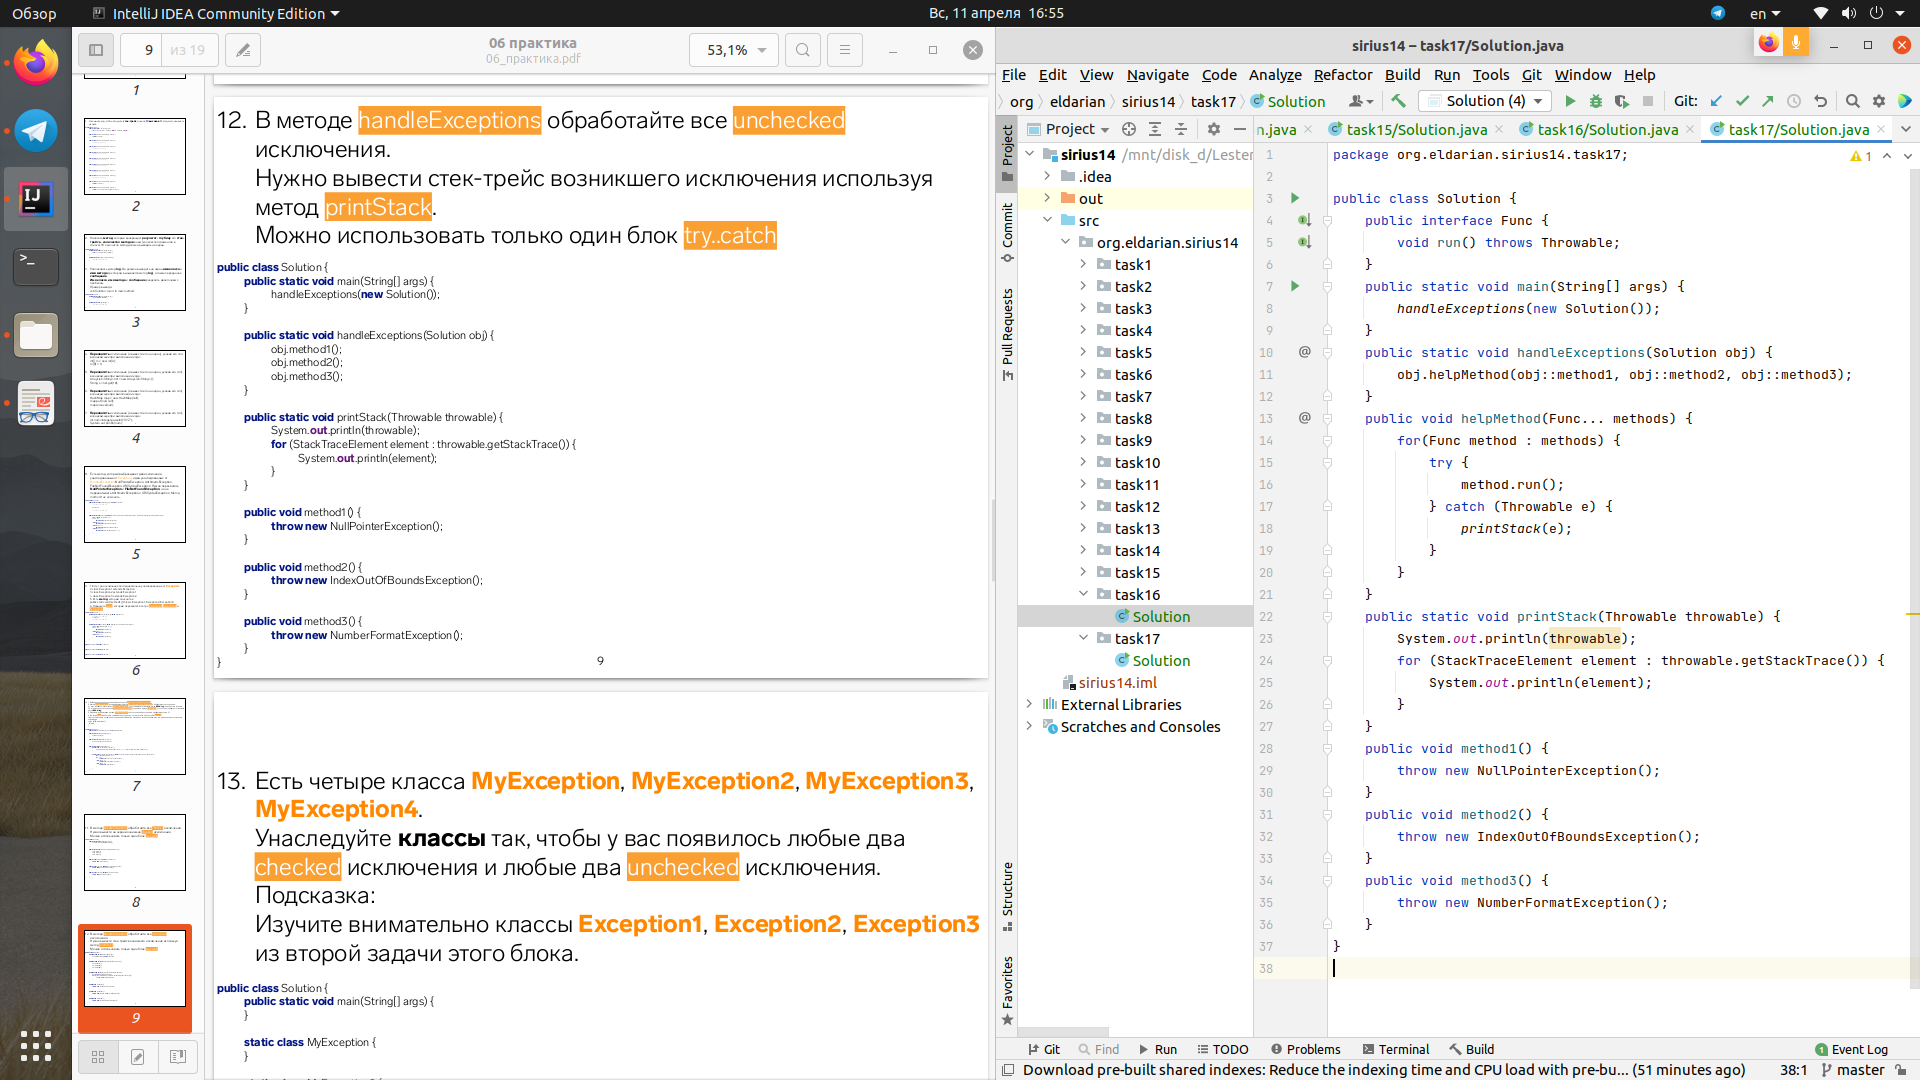 Обзор
IntelliJ IDEA Community Edition
Вс, 11 апреля 16:55
en
9 из 19
06 практика
06_практика.pdf
53,1%
1
2
3
4
5
6
7
8
9
12. В методе handleExceptions обработайте все unchecked
исключения.
Нужно вывести стек-трейс возникшего исключения используя
метод printStack.
Можно использовать только один блок try..catch
public class Solution {
public static void main(String[] args) {
handleExceptions(new Solution());
}
public static void handleExceptions(Solution obj) {
obj.method1();
obj.method2();
obj.method3();
}
public static void printStack(Throwable throwable) {
System.out.println(throwable);
for (StackTraceElement element : throwable.getStackTrace()) {
System.out.println(element);
}
}
public void method1() {
throw new NullPointerException();
}
public void method2() {
throw new IndexOutOfBoundsException();
}
public void method3() {
throw new NumberFormatException();
}
}
9
13. Есть четыре класса MyException, MyException2, MyException3,
MyException4.
Унаследуйте классы так, чтобы у вас появилось любые два
checked исключения и любые два unchecked исключения.
Подсказка:
Изучите внимательно классы Exception1, Exception2, Exception3
из второй задачи этого блока.
public class Solution {
public static void main(String[] args) {
}
static class MyException {
}
sirius14 – task17/Solution.java
File Edit View Navigate Code Analyze Refactor Build Run Tools Git Window Help
org eldarian sirius14 task17 Solution
Solution (4)
Git:
Project
n.java
task15/Solution.java
task16/Solution.java
task17/Solution.java
Project
Commit
Pull Requests
Structure
Favorites
sirius14 /mnt/disk_d/Lester
.idea
out
src
org.eldarian.sirius14
task1
task2
task3
task4
task5
task6
task7
task8
task9
task10
task11
task12
task13
task14
task15
task16
Solution
task17
Solution
sirius14.iml
External Libraries
Scratches and Consoles
1 package org.eldarian.sirius14.task17;
2
3 public class Solution {
4 public interface Func {
5 void run() throws Throwable;
6 }
7 public static void main(String[] args) {
8 handleExceptions(new Solution());
9 }
10 @ public static void handleExceptions(Solution obj) {
11 obj.helpMethod(obj::method1, obj::method2, obj::method3);
12 }
13 @ public void helpMethod(Func... methods) {
14 for(Func method : methods) {
15 try {
16 method.run();
17 } catch (Throwable e) {
18 printStack(e);
19 }
20 }
21 }
22 public static void printStack(Throwable throwable) {
23 System.out.println(throwable);
24 for (StackTraceElement element : throwable.getStackTrace()) {
25 System.out.println(element);
26 }
27 }
28 public void method1() {
29 throw new NullPointerException();
30 }
31 public void method2() {
32 throw new IndexOutOfBoundsException();
33 }
34 public void method3() {
35 throw new NumberFormatException();
36 }
37 }
38
1
Git Find Run TODO Problems Terminal Build
1 Event Log
Download pre-built shared indexes: Reduce the indexing time and CPU load with pre-bu... (51 minutes ago)
38:1 master